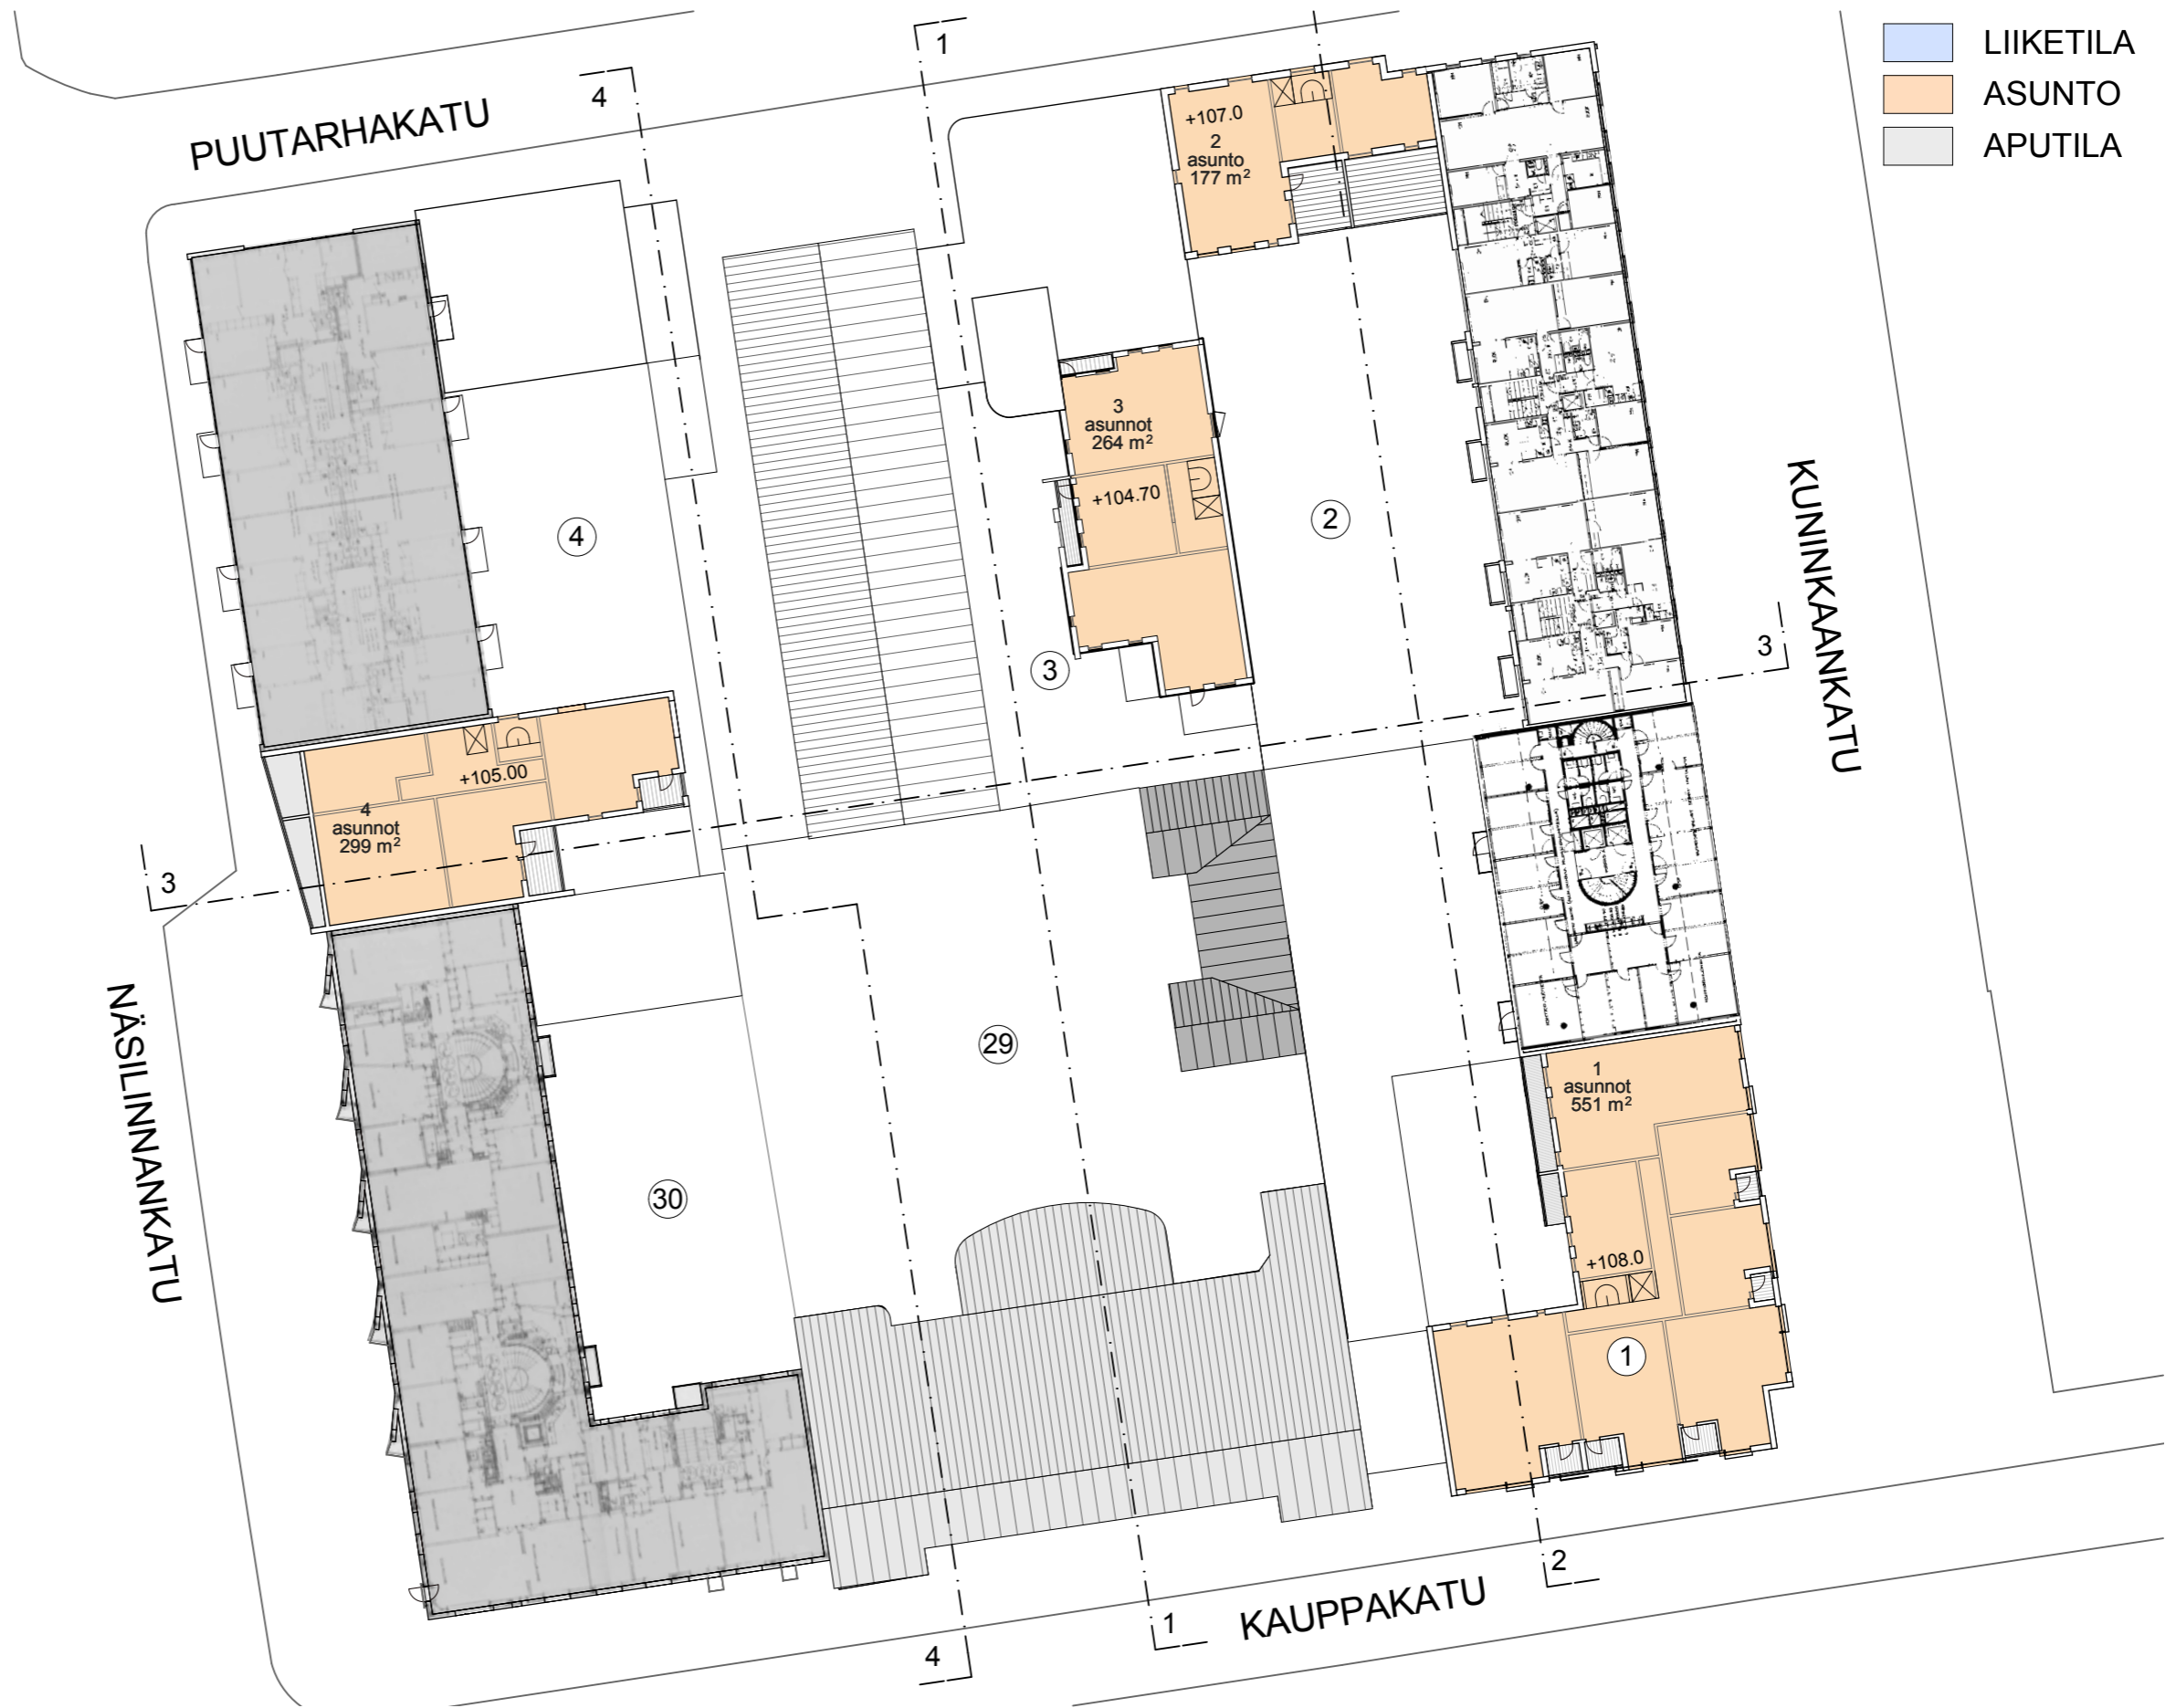 LIIKETILA
ASUNTO
APUTILA
PUUTARHAKATU
4
1
+107.0
2
asunto
177 m²
3
asunnot
264 m²
+104.70
4
2
3
KUNINKAANKATU
3
+105.00
4
asunnot
299 m²
3
NÄSILINNANKATU
29
30
1
asunnot
551 m²
+108.0
1
2
1
4
KAUPPAKATU